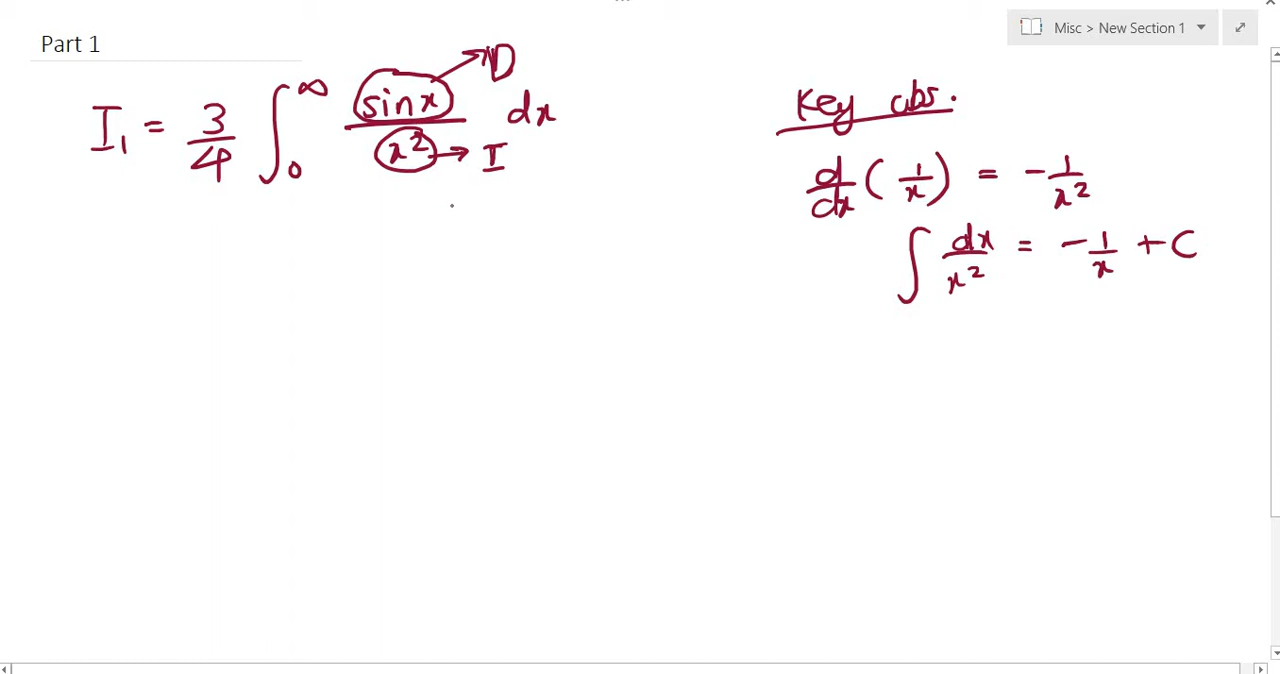 Part 1
Misc > New Section 1
I₁ = 3/4 ∫₀^∞ sinx/x² dx
→ D
→ I
Key obs.
d/dx (1/x) = -1/x²
∫ dx/x² = -1/x + C